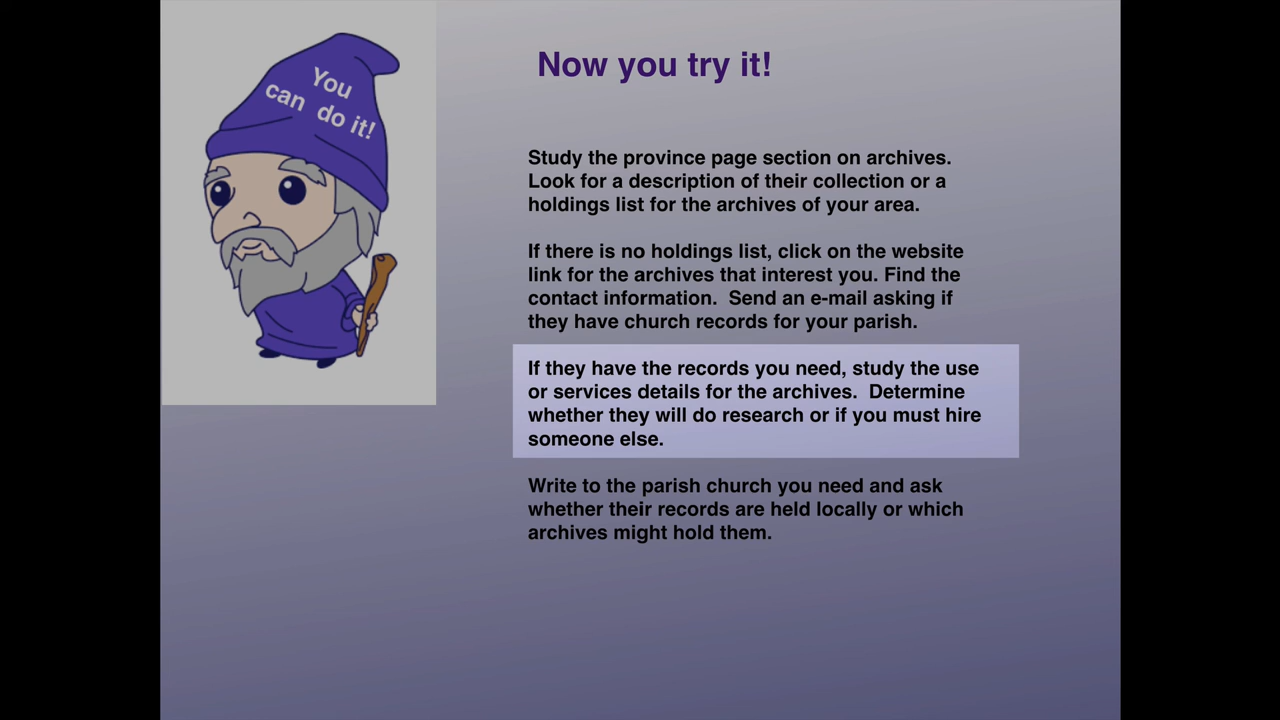 You
can do it!
Now you try it!
Study the province page section on archives.
Look for a description of their collection or a
holdings list for the archives of your area.
If there is no holdings list, click on the website
link for the archives that interest you. Find the
contact information.  Send an e-mail asking if
they have church records for your parish.
If they have the records you need, study the use
or services details for the archives.  Determine
whether they will do research or if you must hire
someone else.
Write to the parish church you need and ask
whether their records are held locally or which
archives might hold them.